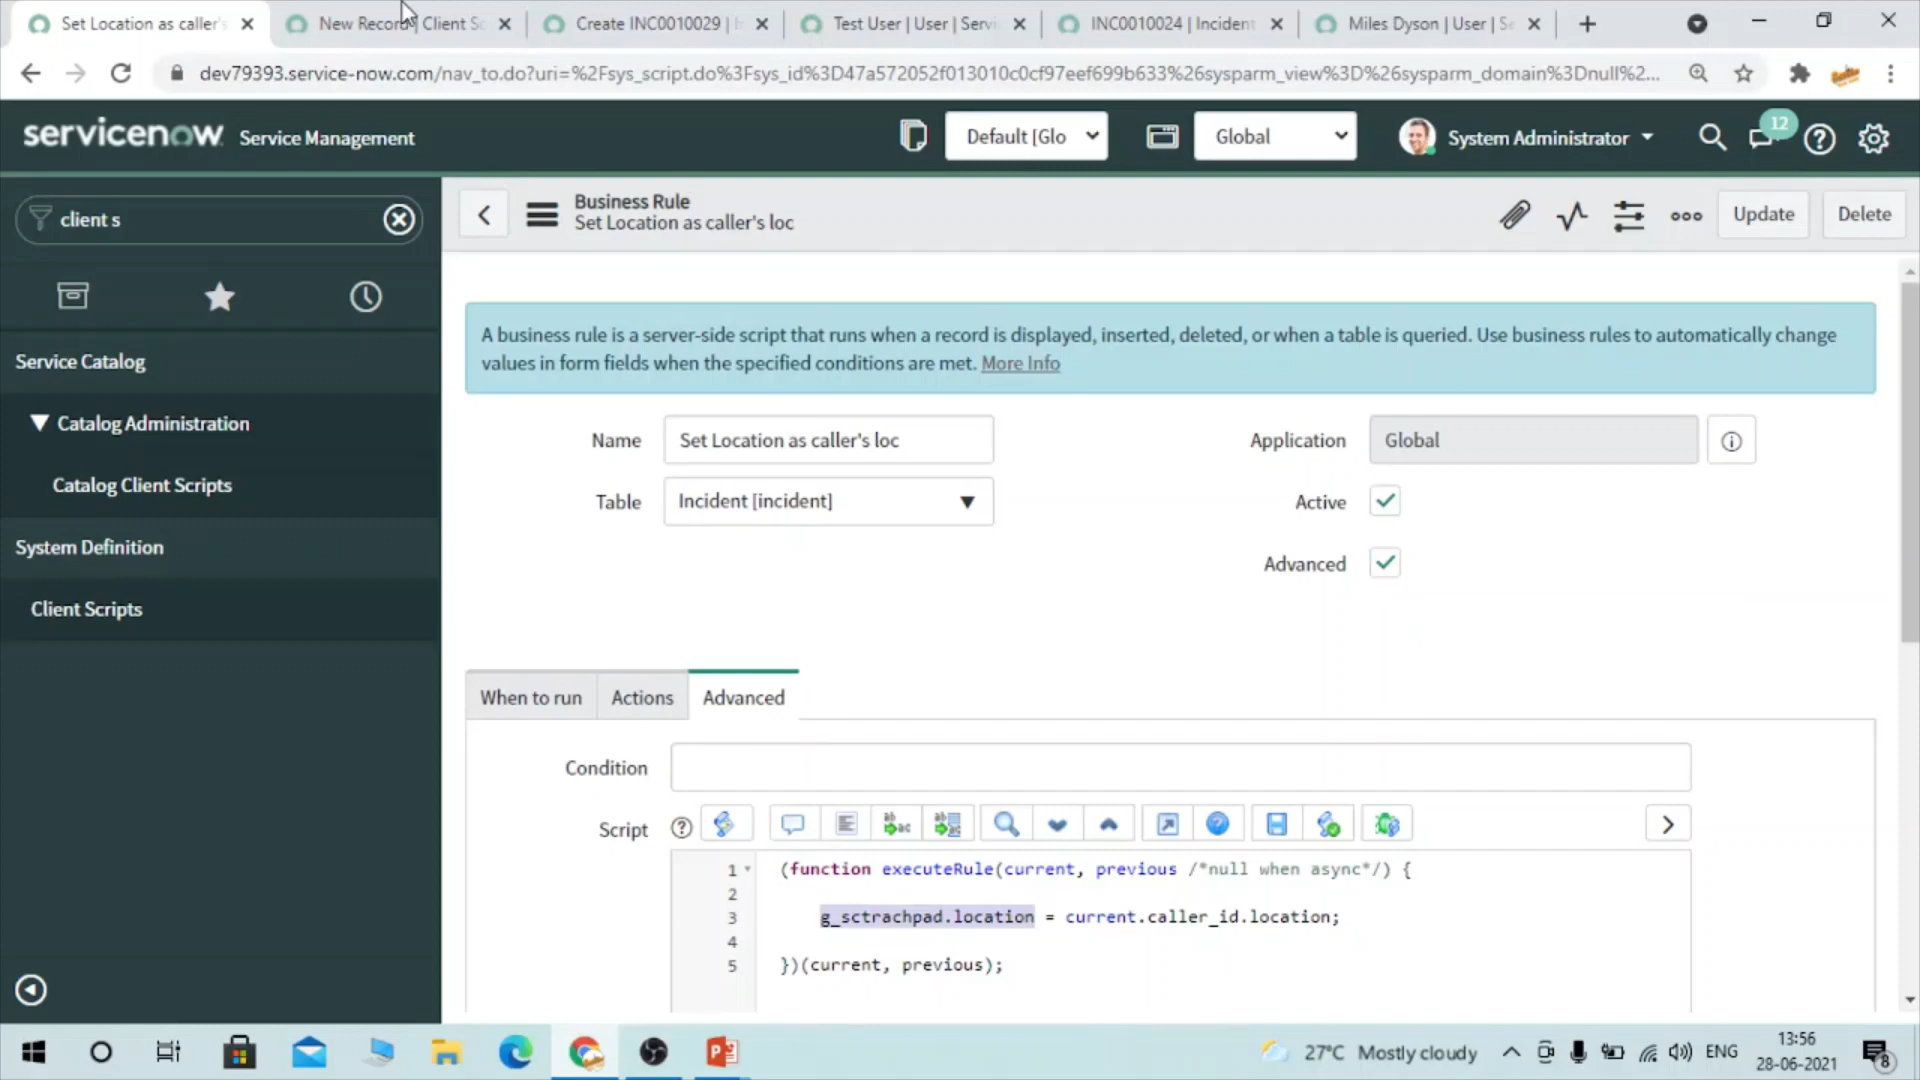 Set Location as caller's
New Record | Client Sc
Create INC0010029 | I
Test User | User | Servi
INC0010024 | Incident
Miles Dyson | User | Se
dev79393.service-now.com/nav_to.do?uri=%2Fsys_script.do%3Fsys_id%3D47a572052f013010c0cf97eef699b633%26sysparm_view%3D%26sysparm_domain%3Dnull%2...
servicenow Service Management
Default [Glo
Global
System Administrator
12
client s
Business Rule
Set Location as caller's loc
Update
Delete
Service Catalog
Catalog Administration
Catalog Client Scripts
System Definition
Client Scripts
A business rule is a server-side script that runs when a record is displayed, inserted, deleted, or when a table is queried. Use business rules to automatically change
values in form fields when the specified conditions are met. More Info
Name Set Location as caller's loc
Application Global
Table Incident [incident]
Active
Advanced
When to run
Actions
Advanced
Condition
Script
1 (function executeRule(current, previous /*null when async*/) {
2
3 g_sctrachpad.location = current.caller_id.location;
4
5 })(current, previous);
27°C Mostly cloudy
ENG
13:56
28-06-2021
8